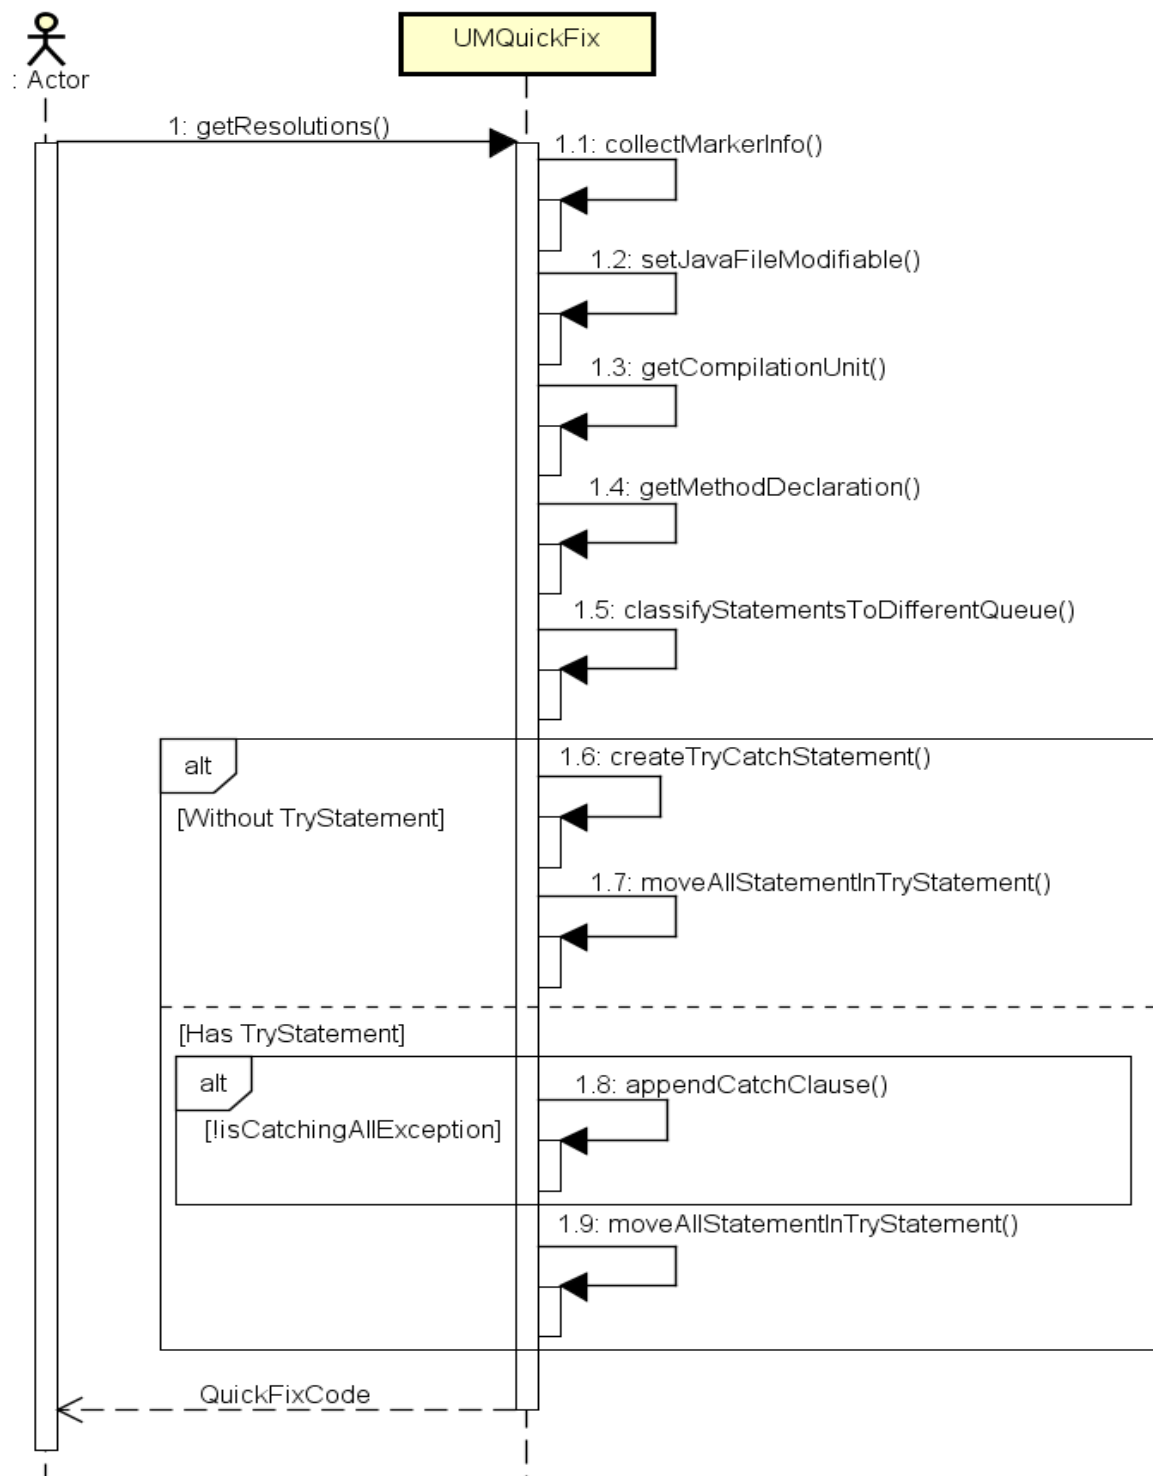 UMQuickFix
: Actor
1: getResolutions()
1.1: collectMarkerInfo()
1.2: setJavaFileModifiable()
1.3: getCompilationUnit()
1.4: getMethodDeclaration()
1.5: classifyStatementsToDifferentQueue()
alt
1.6: createTryCatchStatement()
[Without TryStatement]
1.7: moveAllStatementInTryStatement()
[Has TryStatement]
alt
1.8: appendCatchClause()
[!isCatchingAllException]
1.9: moveAllStatementInTryStatement()
QuickFixCode